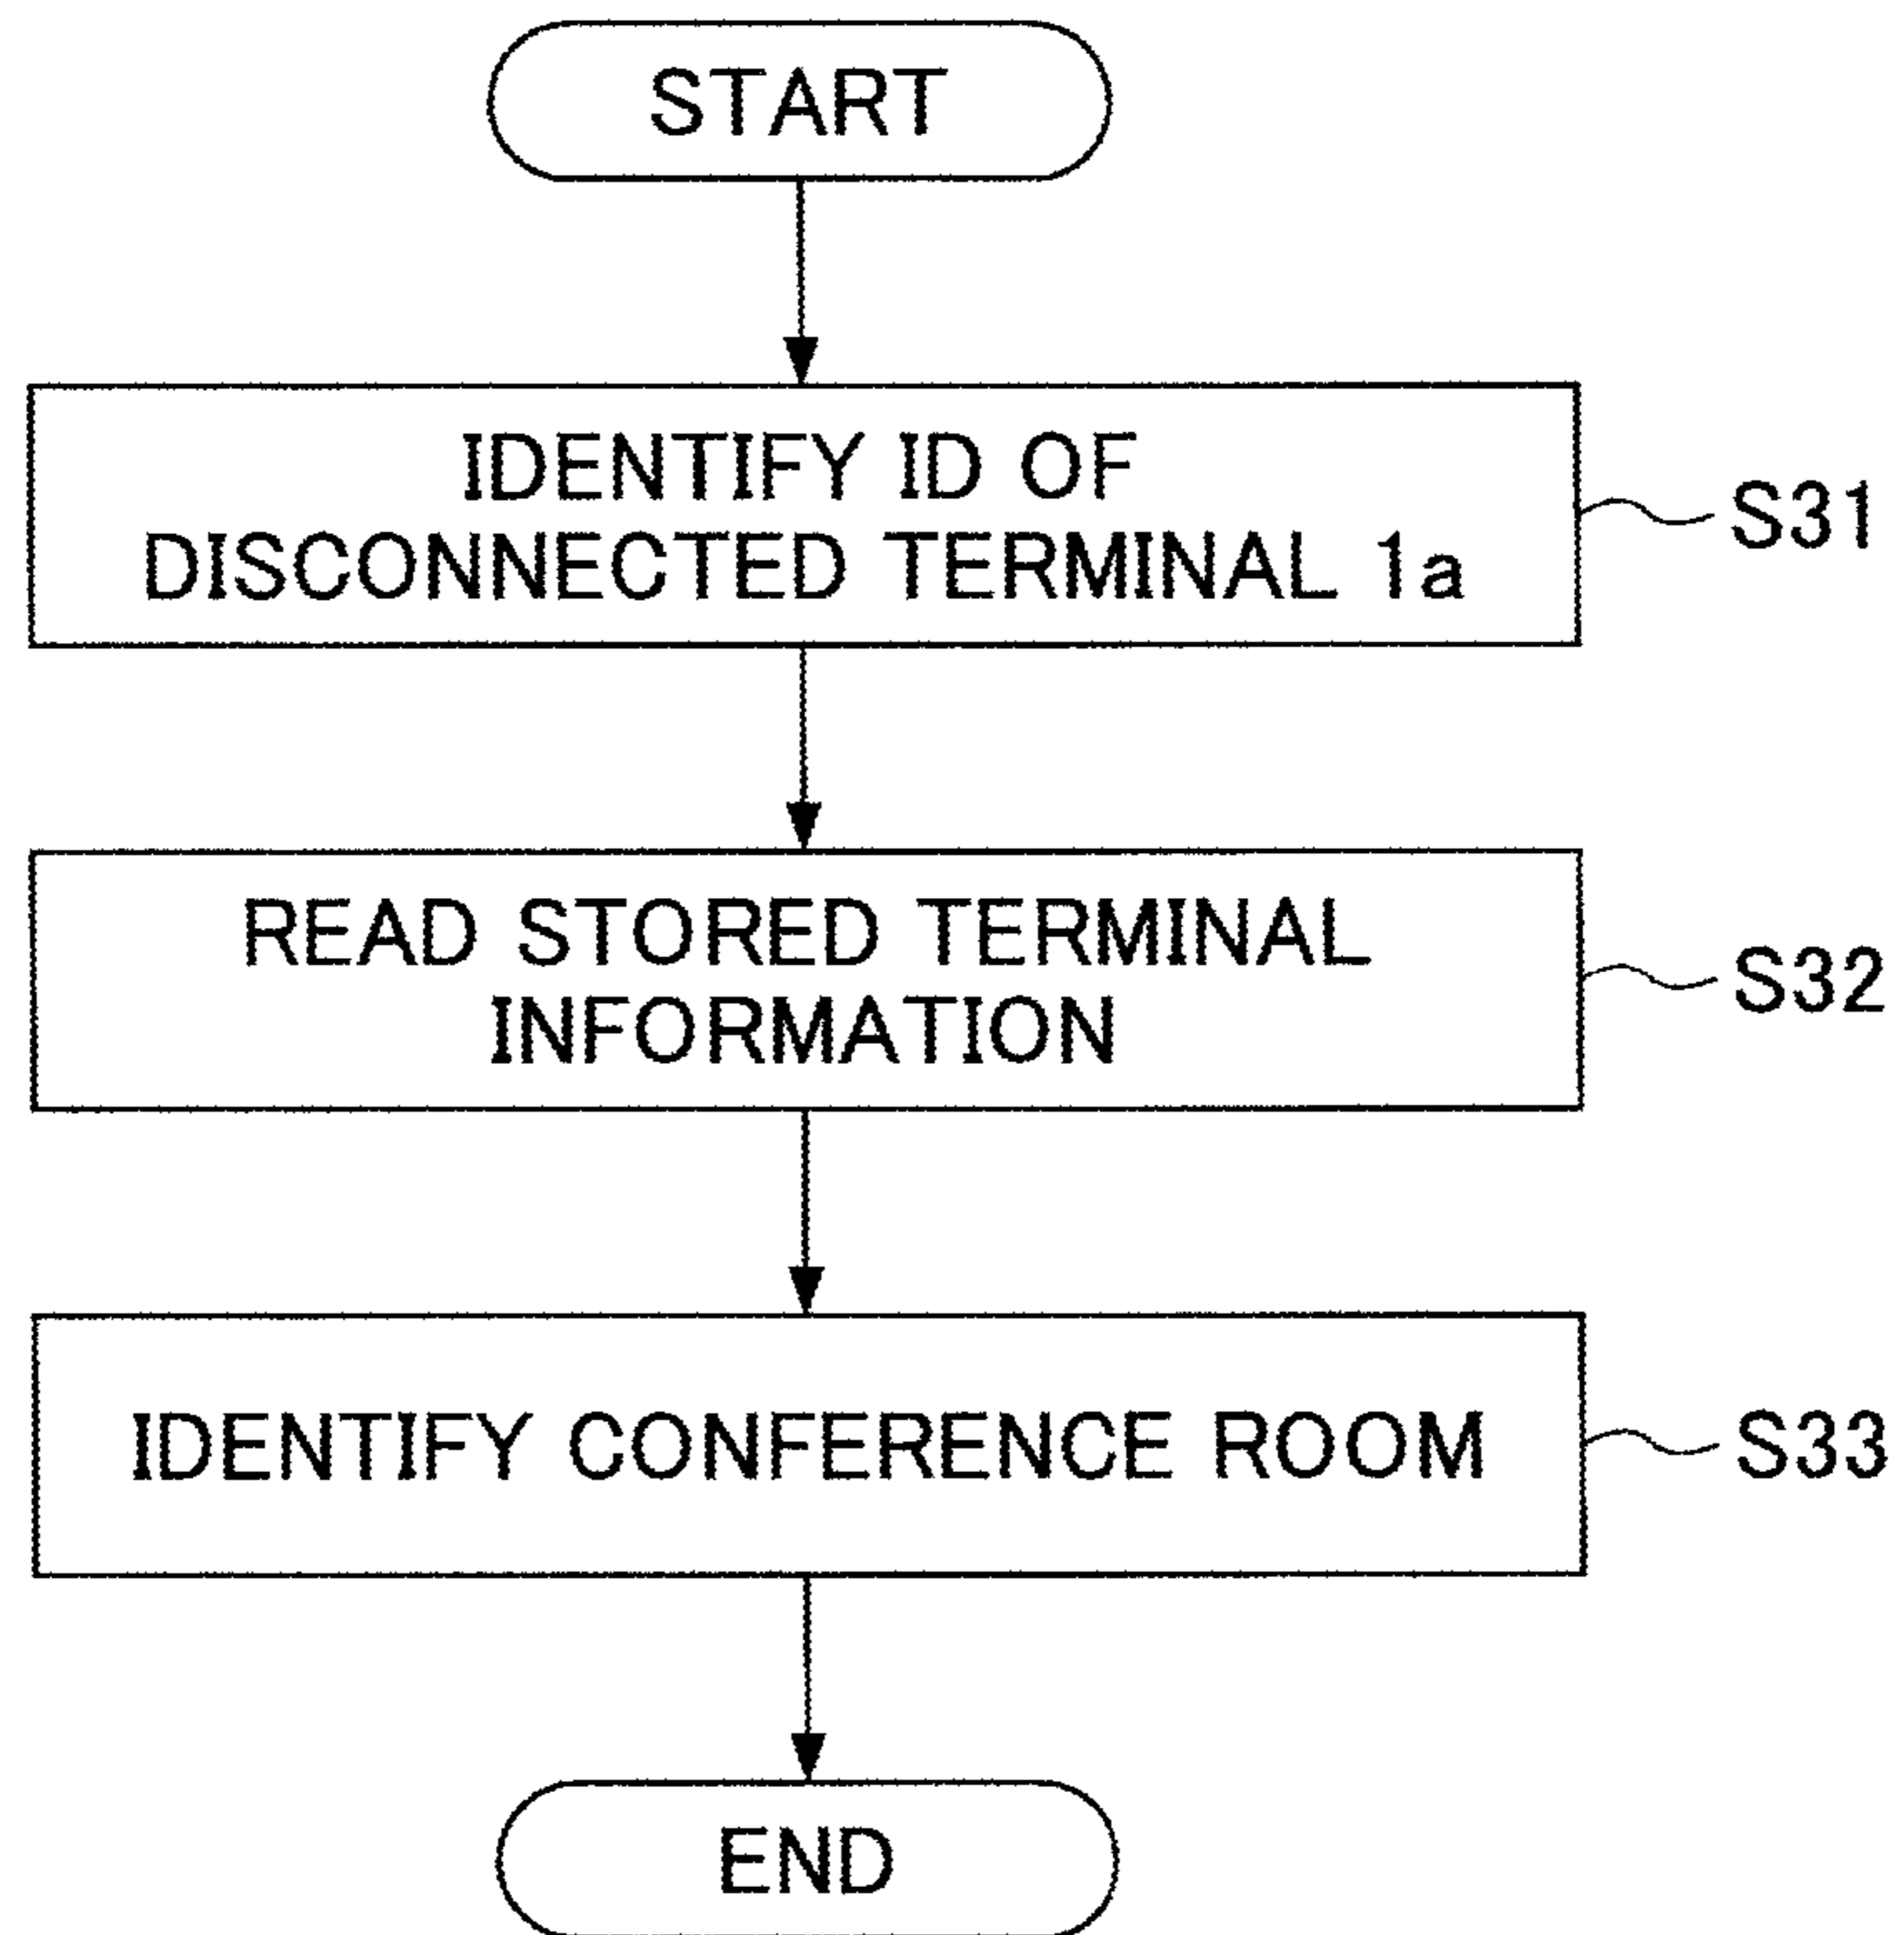 START
IDENTIFY ID OF
DISCONNECTED TERMINAL 1a
S31
READ STORED TERMINAL
INFORMATION
S32
IDENTIFY CONFERENCE ROOM
S33
END